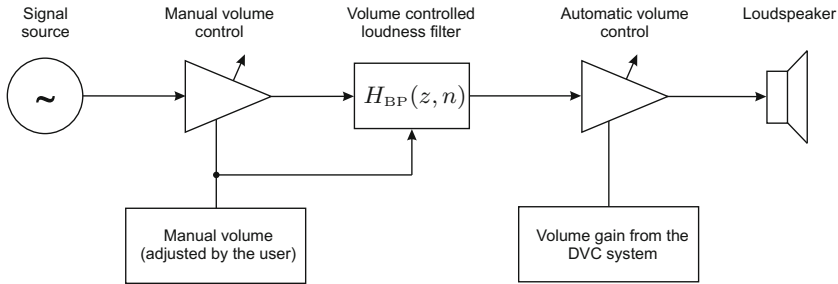 Signal
source
Manual volume
control
Volume controlled
loudness filter
Automatic volume
control
Loudspeaker
~
H_BP(z, n)
Manual volume
(adjusted by the user)
Volume gain from the
DVC system